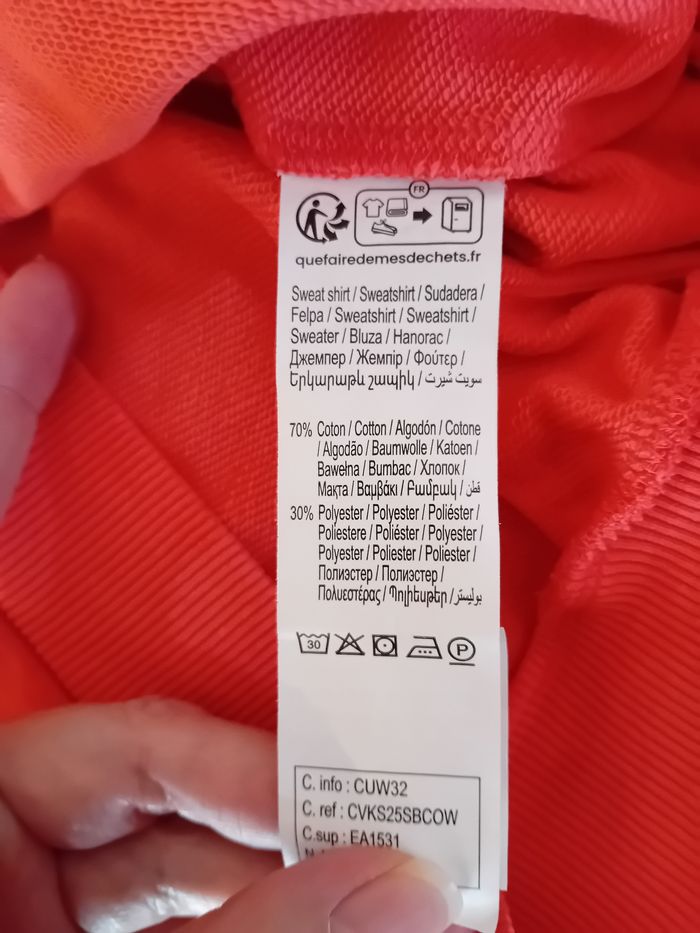 FR
quefairedemesdechets.fr
Sweat shirt / Sweatshirt / Sudadera /
Felpa / Sweatshirt / Sweatshirt /
Sweater / Bluza / Hanorac /
Джемпер / Жемпір / Φούτερ /
Երկարաթև շապիկ / سويت شيرت
70% Coton / Cotton / Algodón / Cotone
/ Algodão / Baumwolle / Katoen /
Bawełna / Bumbac / Хлопок /
Мақта / Βαμβάκι / Բամբակ / قطن
30% Polyester / Polyester / Poliéster /
Poliestere / Poliéster / Polyester /
Polyester / Poliester / Poliester /
Полиэстер / Полиэстер /
Πολυεστέρας / Պոլիեսթեր / بوليستر
30 P
C. info : CUW32
C. ref : CVKS25SBCOW
C.sup : EA1531